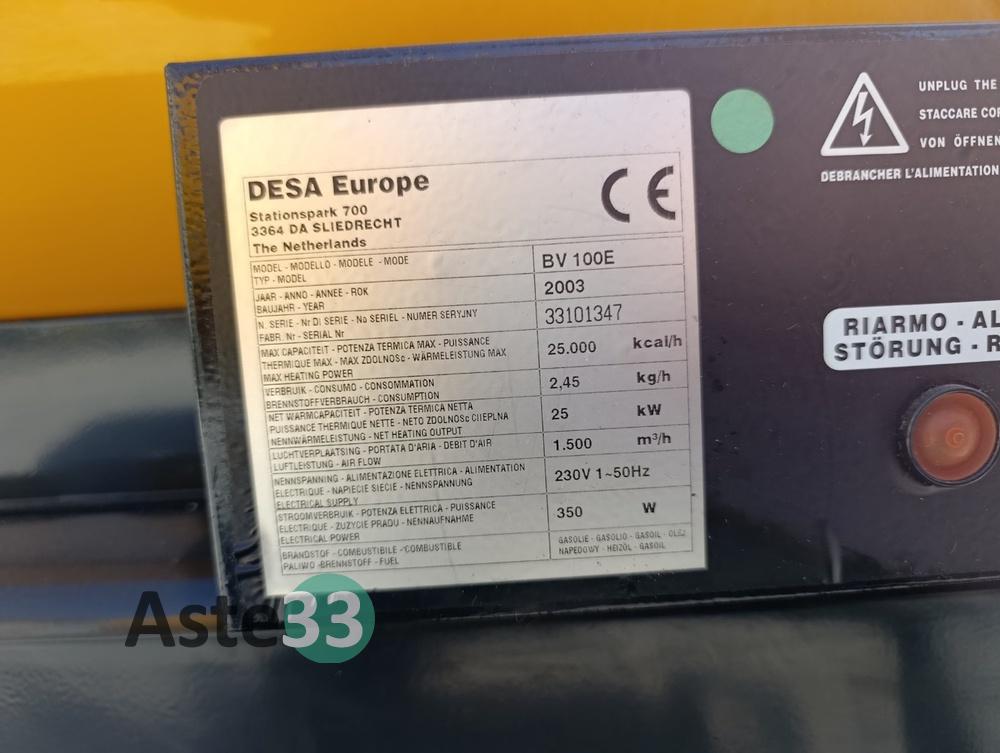 DESA Europe
Stationspark 700
3364 DA SLIEDRECHT
The Netherlands
CE
MODEL - MODELLO - MODELE - MODE
TYP - MODEL
BV 100E
JAAR - ANNO - ANNEE - ROK
BAUJAHR - YEAR
2003
N. SERIE - Nr DI SERIE - No SERIEL - NUMER SERYJNY
FABR. Nr - SERIAL Nr
33101347
MAX CAPACITEIT - POTENZA TERMICA MAX - PUISSANCE
THERMIQUE MAX - MAX ZDOLNOSc - WÄRMELEISTUNG MAX
MAX HEATING POWER
25.000 kcal/h
VERBRUIK - CONSUMO - CONSOMMATION
BRENNSTOFFVERBRAUCH - CONSUMPTION
2,45 kg/h
NET WARMCAPACITEIT - POTENZA TERMICA NETTA
PUISSANCE THERMIQUE NETTE - NETO ZDOLNOSc CIIEPLNA
NENNWÄRMELEISTUNG - NET HEATING OUTPUT
25 kW
LUCHTVERPLAATSING - PORTATA D'ARIA - DEBIT D'AIR
LUFTLEISTUNG - AIR FLOW
1.500 m³/h
NENNSPANNING - ALIMENTAZIONE ELETTRICA - ALIMENTATION
ELECTRIQUE - NAPIECIE SIECIE - NENNSPANNUNG
ELECTRICAL SUPPLY
230V 1~50Hz
STROOMVERBRUIK - POTENZA ELETTRICA - PUISSANCE
ELECTRIQUE - ZUZYCIE PRADU - NENNAUFNAHME
ELECTRICAL POWER
350 W
BRANDSTOF - COMBUSTIBILE - COMBUSTIBLE
PALIWO - BRENNSTOFF - FUEL
GASOLIE - GASOLIO - GASOIL - OLEJ
NAPEDOWY - HEIZÖL - GASOIL
UNPLUG THE
STACCARE COR
VON ÖFFNEN
DEBRANCHER L'ALIMENTATION
RIARMO - AL
STÖRUNG - R
Aste33